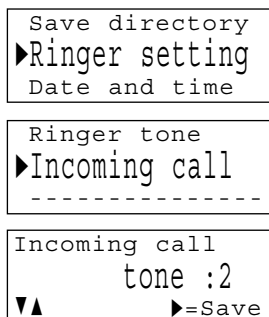 Save directory
▶Ringer setting
Date and time
Ringer tone
▶Incoming call
---------------
Incoming call
tone :2
▼▲ ▶=Save